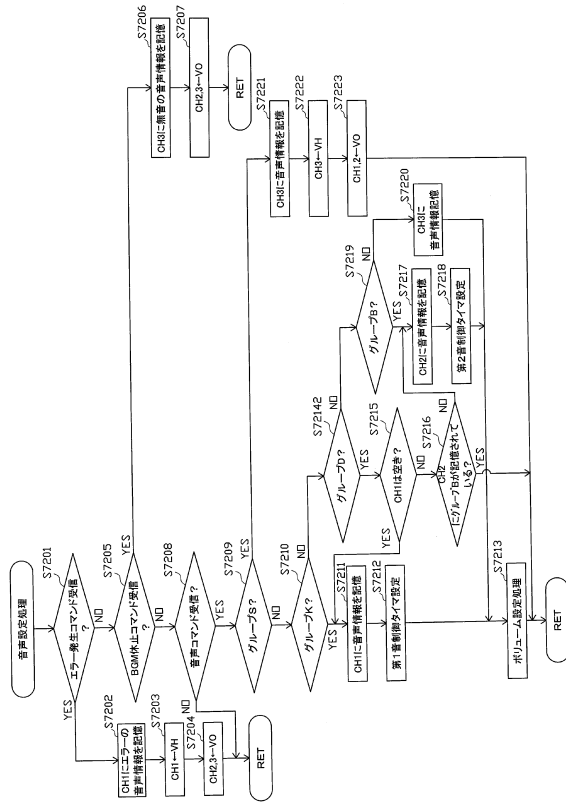 音声設定処理
S7201
エラー発生コマンド受信
?
YES
NO
S7202
CH1にエラーの
音声情報を記憶
S7203
CH1←VH
S7204
CH2,3←VO
RET
S7205
BGM休止コマンド受信
?
YES
NO
S7206
CH3に無音の音声情報を記憶
S7207
CH2,3←VO
RET
S7208
音声コマンド受信?
NO
YES
S7209
グループS?
YES
NO
S7221
CH3に音声情報を記憶
S7222
CH3←VH
S7223
CH1,2←VO
S7210
グループK?
NO
YES
S7211
CH1に音声情報を記憶
S7212
第1音制御タイマ設定
S72142
グループD?
NO
YES
S7215
CH1は空き?
YES
NO
S7216
CH2
にグループBが記憶されて
いる?
NO
YES
S7219
グループB?
NO
YES
S7217
CH2に音声情報を記憶
S7218
第2音制御タイマ設定
S7220
CH3に
音声情報記憶
S7213
ボリューム設定処理
RET